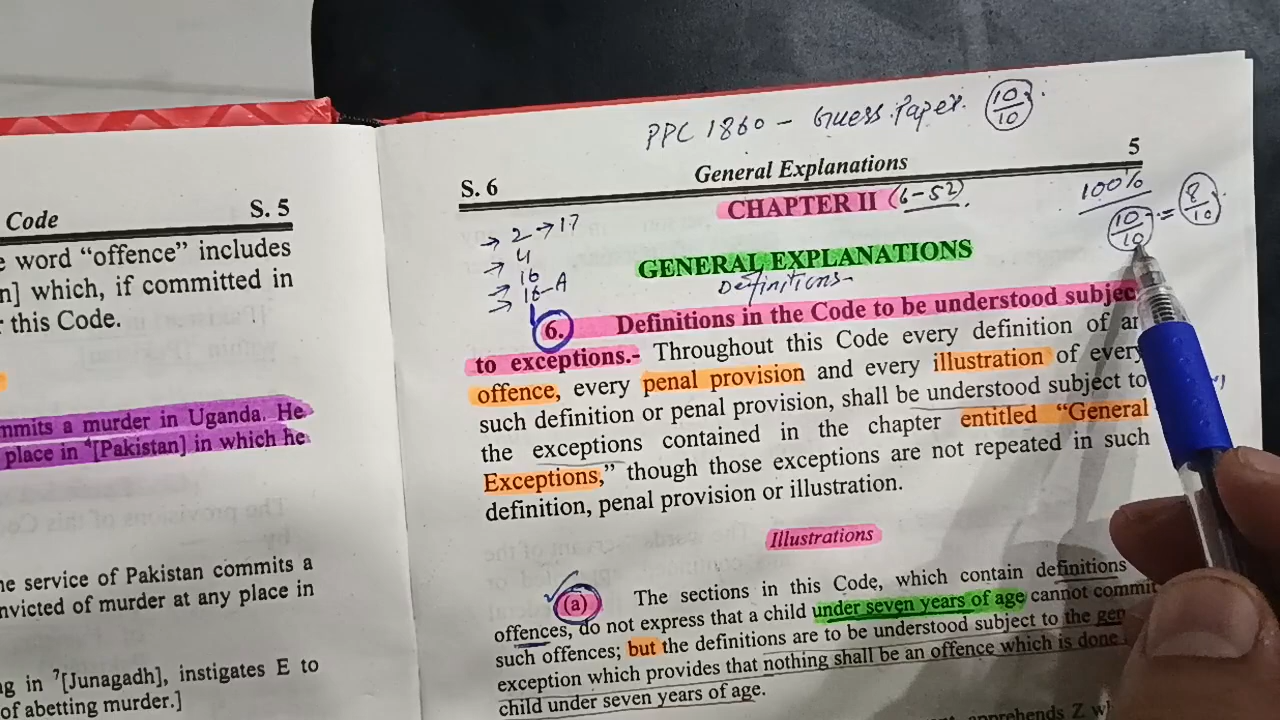 Code S. 5
word "offence" includes
which, if committed in
this Code.
commits a murder in Uganda. He
place in ⁴[Pakistan] in which he
service of Pakistan commits a
convicted of murder at any place in
in ⁷[Junagadh], instigates E to
of abetting murder.]
PPC 1860 - Guess Paper. 10/10
S. 6 General Explanations 5
CHAPTER II (6-52).
100%
10/10 = 8/10
→ 2 → 17
→ 4
→ 16
→ 16-A
GENERAL EXPLANATIONS
Definitions
6. Definitions in the Code to be understood subject
to exceptions.- Throughout this Code every definition of an
offence, every penal provision and every illustration of every
such definition or penal provision, shall be understood subject to
the exceptions contained in the chapter entitled "General
Exceptions," though those exceptions are not repeated in such
definition, penal provision or illustration.
Illustrations
(a) The sections in this Code, which contain definitions
offences, do not express that a child under seven years of age cannot commit
such offences; but the definitions are to be understood subject to the gen
exception which provides that nothing shall be an offence which is done
child under seven years of age.
apprehends Z